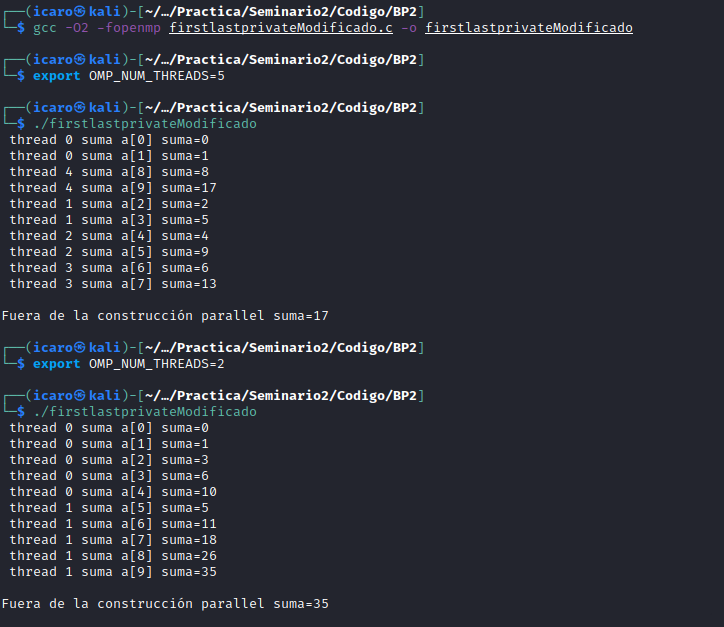 ┌──(icaro㉿kali)-[~/…/Practica/Seminario2/Codigo/BP2]
└─$ gcc -O2 -fopenmp firstlastprivateModificado.c -o firstlastprivateModificado
┌──(icaro㉿kali)-[~/…/Practica/Seminario2/Codigo/BP2]
└─$ export OMP_NUM_THREADS=5
┌──(icaro㉿kali)-[~/…/Practica/Seminario2/Codigo/BP2]
└─$ ./firstlastprivateModificado
thread 0 suma a[0] suma=0
thread 0 suma a[1] suma=1
thread 4 suma a[8] suma=8
thread 4 suma a[9] suma=17
thread 1 suma a[2] suma=2
thread 1 suma a[3] suma=5
thread 2 suma a[4] suma=4
thread 2 suma a[5] suma=9
thread 3 suma a[6] suma=6
thread 3 suma a[7] suma=13
Fuera de la construcción parallel suma=17
┌──(icaro㉿kali)-[~/…/Practica/Seminario2/Codigo/BP2]
└─$ export OMP_NUM_THREADS=2
┌──(icaro㉿kali)-[~/…/Practica/Seminario2/Codigo/BP2]
└─$ ./firstlastprivateModificado
thread 0 suma a[0] suma=0
thread 0 suma a[1] suma=1
thread 0 suma a[2] suma=3
thread 0 suma a[3] suma=6
thread 0 suma a[4] suma=10
thread 1 suma a[5] suma=5
thread 1 suma a[6] suma=11
thread 1 suma a[7] suma=18
thread 1 suma a[8] suma=26
thread 1 suma a[9] suma=35
Fuera de la construcción parallel suma=35